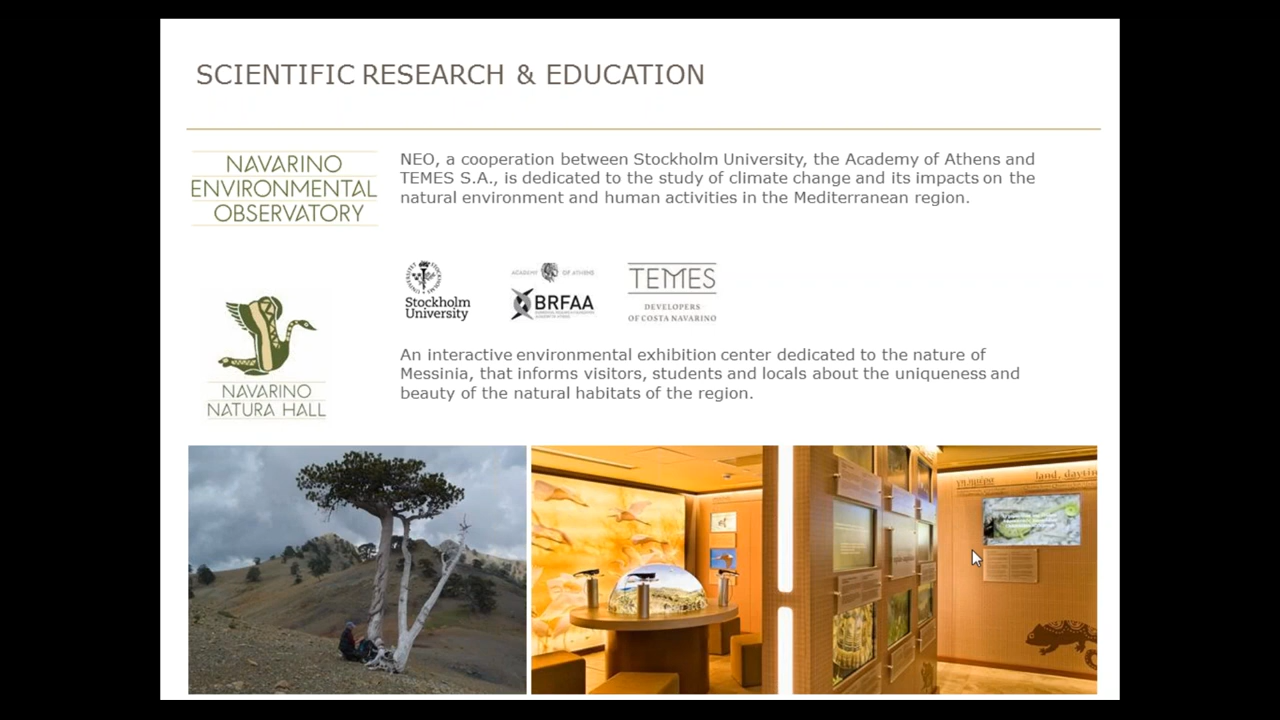 SCIENTIFIC RESEARCH & EDUCATION
NAVARINO
ENVIRONMENTAL
OBSERVATORY
NEO, a cooperation between Stockholm University, the Academy of Athens and
TEMES S.A., is dedicated to the study of climate change and its impacts on the
natural environment and human activities in the Mediterranean region.
Stockholm
University
ACADEMY OF ATHENS
BRFAA
TEMES
DEVELOPERS
OF COSTA NAVARINO
NAVARINO
NATURA HALL
An interactive environmental exhibition center dedicated to the nature of
Messinia, that informs visitors, students and locals about the uniqueness and
beauty of the natural habitats of the region.
land,